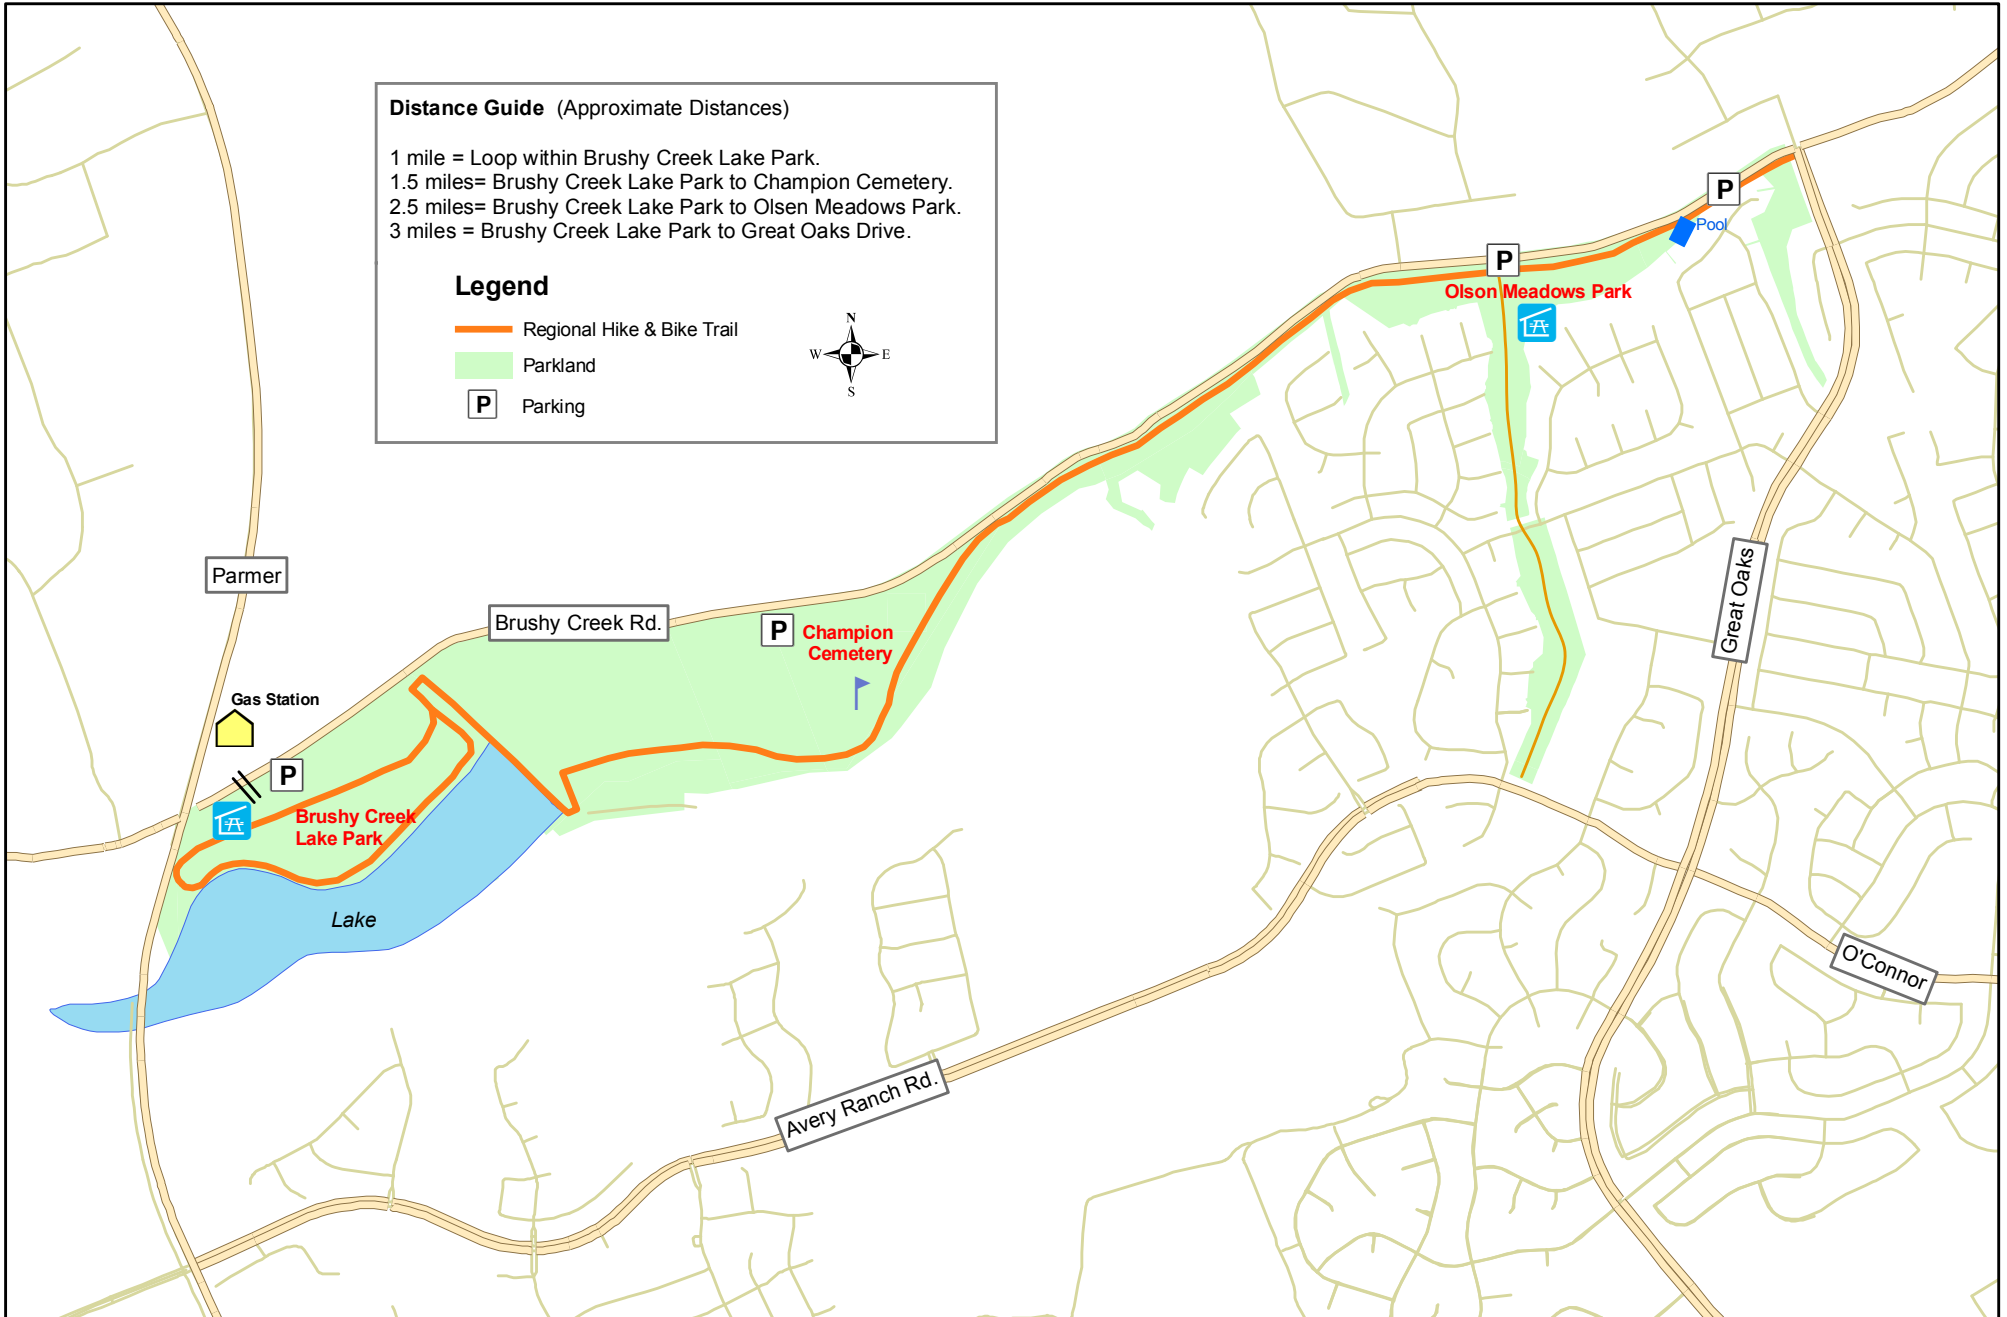 Distance Guide (Approximate Distances)
1 mile = Loop within Brushy Creek Lake Park.
1.5 miles= Brushy Creek Lake Park to Champion Cemetery.
2.5 miles= Brushy Creek Lake Park to Olsen Meadows Park.
3 miles = Brushy Creek Lake Park to Great Oaks Drive.
Legend
Regional Hike & Bike Trail
Parkland
P Parking
N
W E
S
P
Pool
P
Olson Meadows Park
Parmer
Great Oaks
Brushy Creek Rd.
P
Champion
Cemetery
Gas Station
P
Brushy Creek
Lake Park
Lake
O'Connor
Avery Ranch Rd.